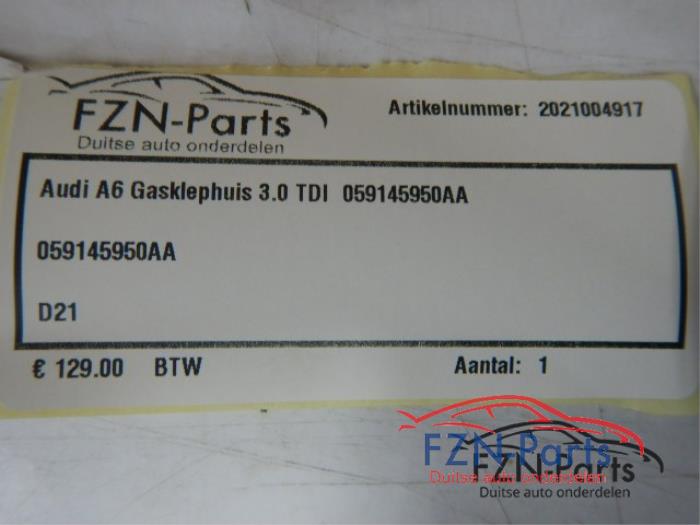 FZN-Parts
Duitse auto onderdelen
Artikelnummer: 2021004917
Audi A6 Gasklephuis 3.0 TDI 059145950AA
059145950AA
D21
€ 129.00 BTW
Aantal: 1
FZN-Parts
Duitse auto onderdelen
FZN-Parts
Duitse auto onderdelen